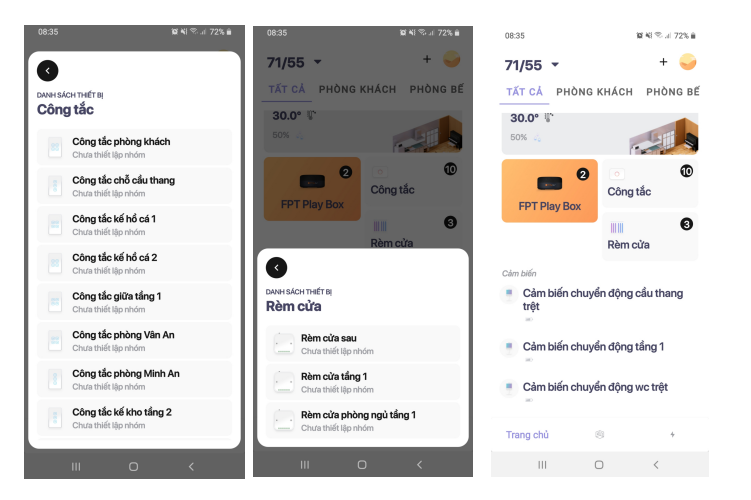 08:35
72%
DANH SÁCH THIẾT BỊ
Công tắc
Công tắc phòng khách
Chưa thiết lập nhóm
Công tắc chỗ cầu thang
Chưa thiết lập nhóm
Công tắc kế hồ cá 1
Chưa thiết lập nhóm
Công tắc kế hồ cá 2
Chưa thiết lập nhóm
Công tắc giữa tầng 1
Chưa thiết lập nhóm
Công tắc phòng Vân An
Chưa thiết lập nhóm
Công tắc phòng Minh An
Chưa thiết lập nhóm
Công tắc kế kho tầng 2
Chưa thiết lập nhóm
08:35
72%
71/55
+
TẤT CẢ PHÒNG KHÁCH PHÒNG BẾ
30.0°
50%
2
FPT Play Box
10
Công tắc
3
Rèm cửa
DANH SÁCH THIẾT BỊ
Rèm cửa
Rèm cửa sau
Chưa thiết lập nhóm
Rèm cửa tầng 1
Chưa thiết lập nhóm
Rèm cửa phòng ngủ tầng 1
Chưa thiết lập nhóm
08:35
72%
71/55
+
TẤT CẢ PHÒNG KHÁCH PHÒNG BẾ
30.0°
50%
2
FPT Play Box
10
Công tắc
3
Rèm cửa
Cảm biến
Cảm biến chuyển động cầu thang
trệt
Cảm biến chuyển động tầng 1
Cảm biến chuyển động wc trệt
Trang chủ